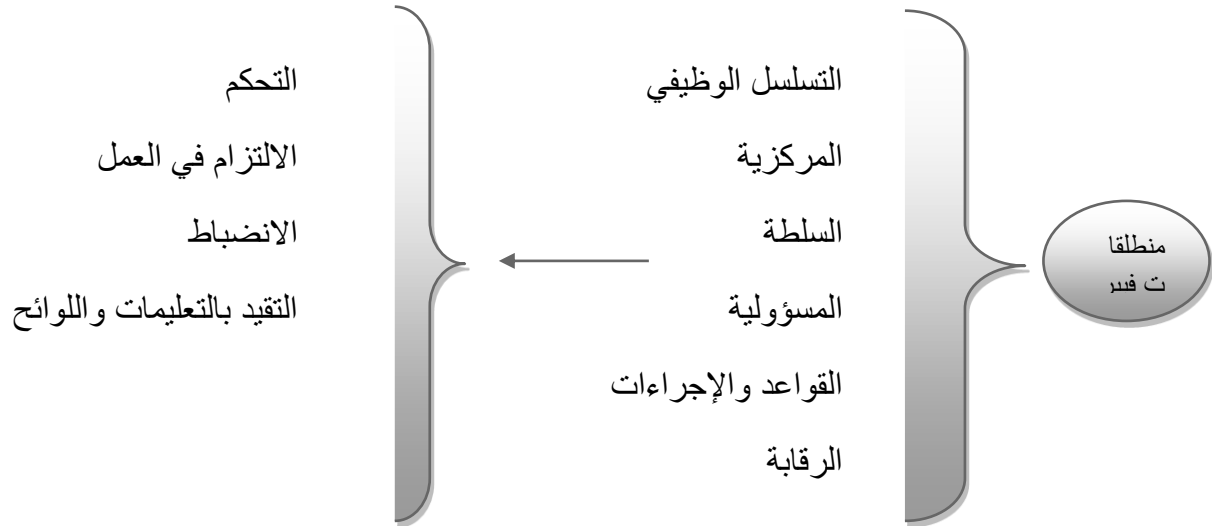 منطلقا
ت فيبر
التسلسل الوظيفي
المركزية
السلطة
المسؤولية
القواعد والإجراءات
الرقابة
التحكم
الالتزام في العمل
الانضباط
التقيد بالتعليمات واللوائح